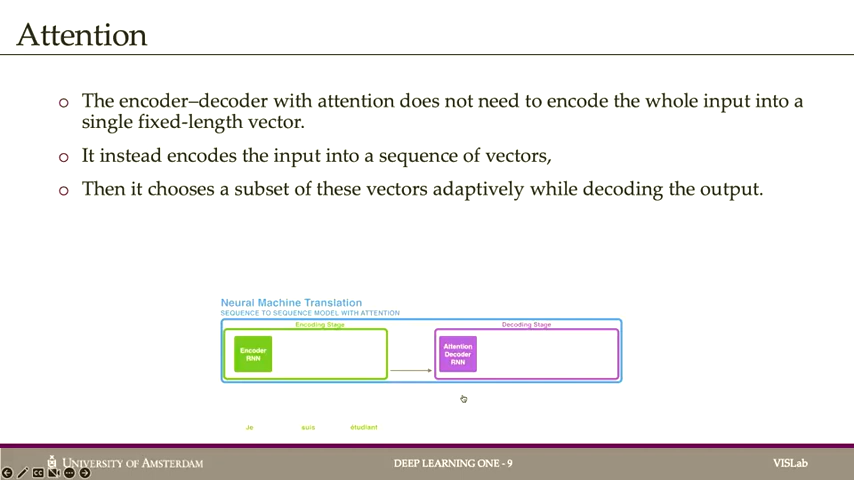 Attention
The encoder–decoder with attention does not need to encode the whole input into a
single fixed-length vector.
It instead encodes the input into a sequence of vectors,
Then it chooses a subset of these vectors adaptively while decoding the output.
Neural Machine Translation
SEQUENCE TO SEQUENCE MODEL WITH ATTENTION
Encoding Stage
Decoding Stage
Encoder
RNN
Attention
Decoder
RNN
Je suis étudiant
UNIVERSITY OF AMSTERDAM
DEEP LEARNING ONE - 9
VISLab